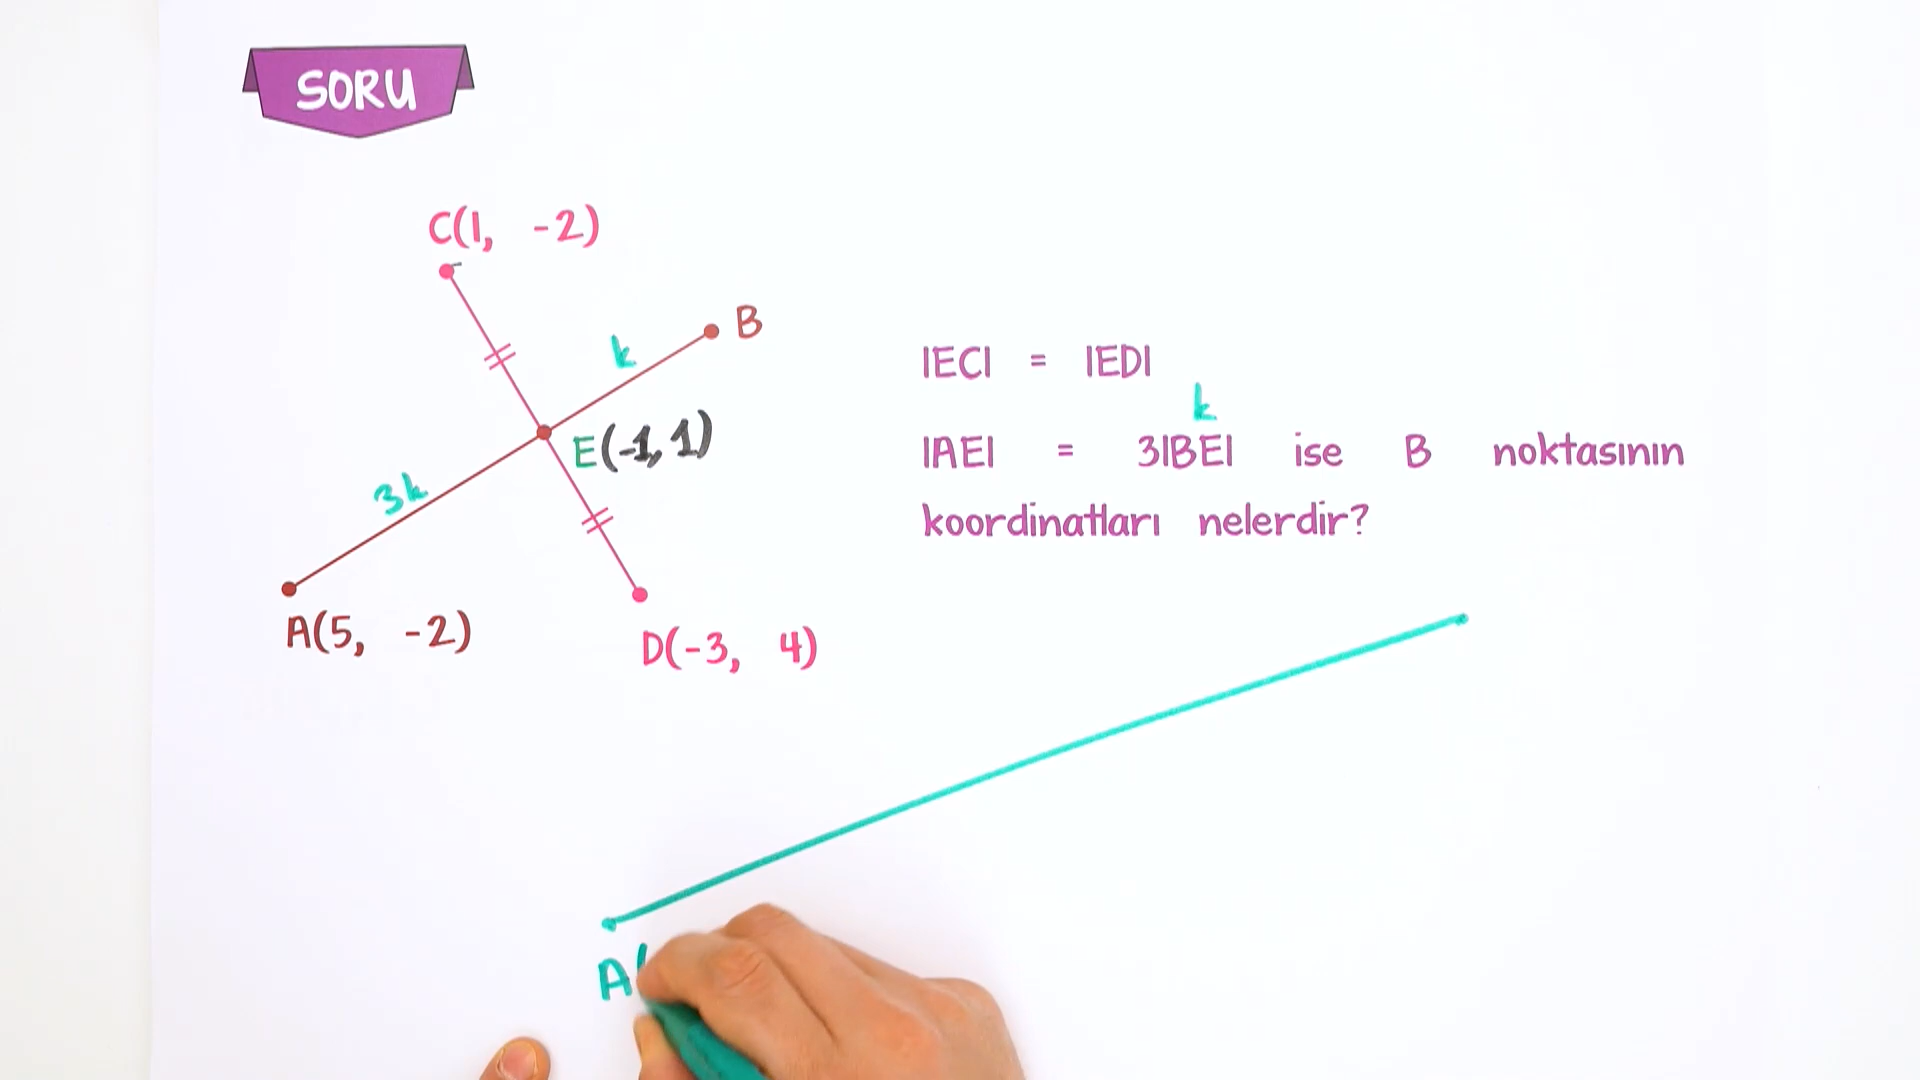 SORU
C(1, -2)
B
k
E(-1, 1)
3k
A(5, -2)
D(-3, 4)
|EC| = |ED|
k
|AE| = 3|BE| ise B noktasının
koordinatları nelerdir?
A(